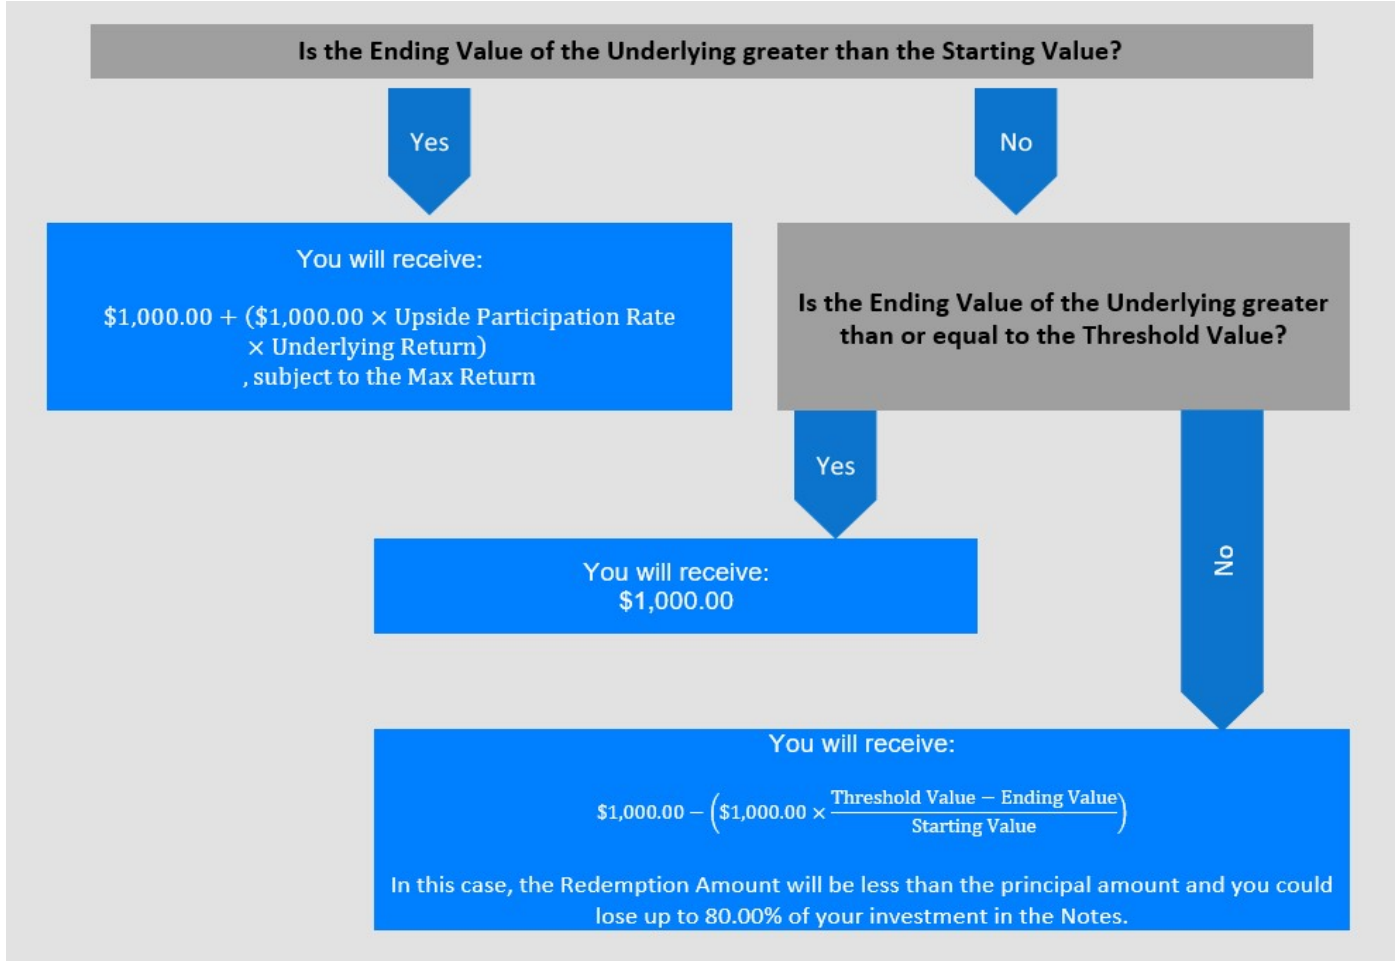 Is the Ending Value of the Underlying greater than the Starting Value?
Yes
No
You will receive:
$1,000.00 + ($1,000.00 × Upside Participation Rate
× Underlying Return)
, subject to the Max Return
Is the Ending Value of the Underlying greater
than or equal to the Threshold Value?
Yes
No
You will receive:
$1,000.00
You will receive:
$1,000.00 − ($1,000.00 × (Threshold Value − Ending Value) / Starting Value)
In this case, the Redemption Amount will be less than the principal amount and you could
lose up to 80.00% of your investment in the Notes.